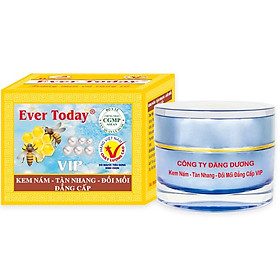 Ever Today®
CGMP
ASEAN
VIP
KEM NÁM - TÀN NHANG - ĐỒI MỒI
ĐẲNG CẤP
CÔNG TY ĐĂNG DƯƠNG
Kem Nám - Tàn Nhang - Đồi Mồi Đẳng Cấp VIP